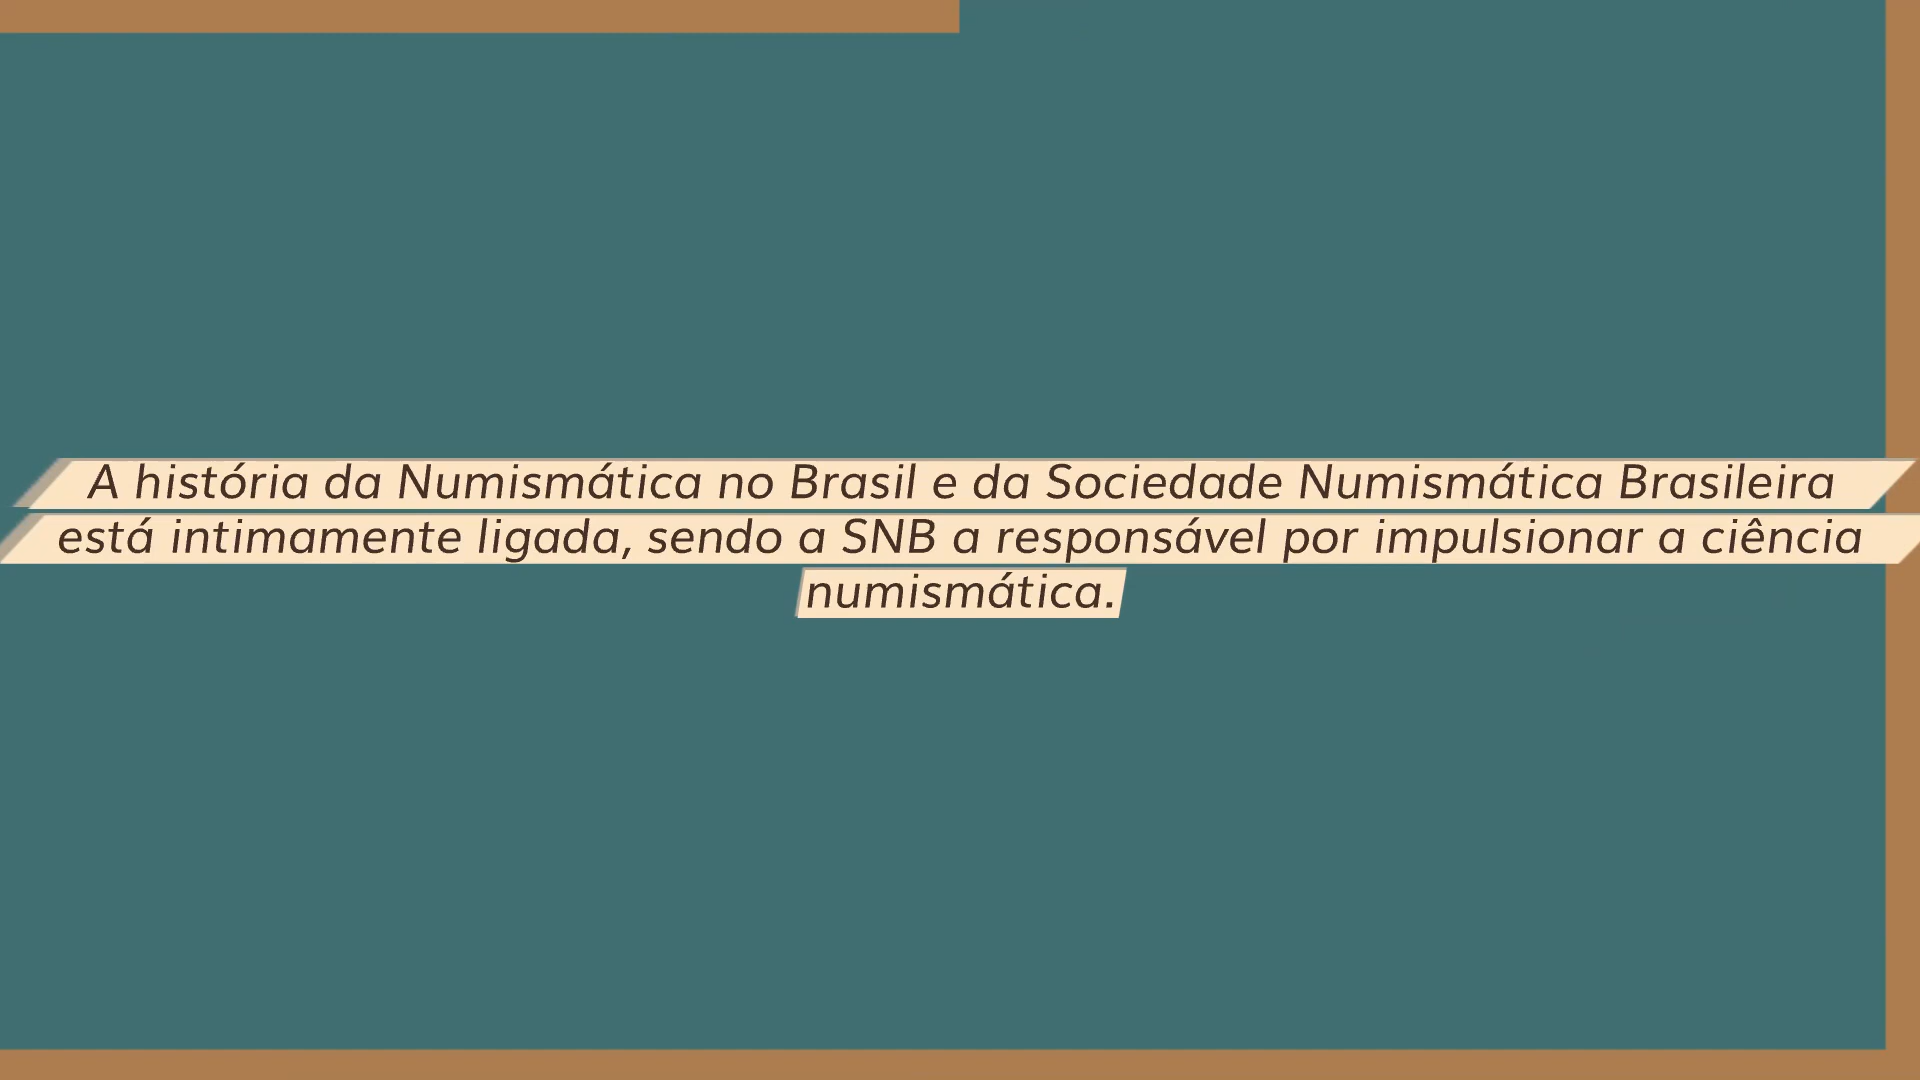 A história da Numismática no Brasil e da Sociedade Numismática Brasileira
está intimamente ligada, sendo a SNB a responsável por impulsionar a ciência
numismática.